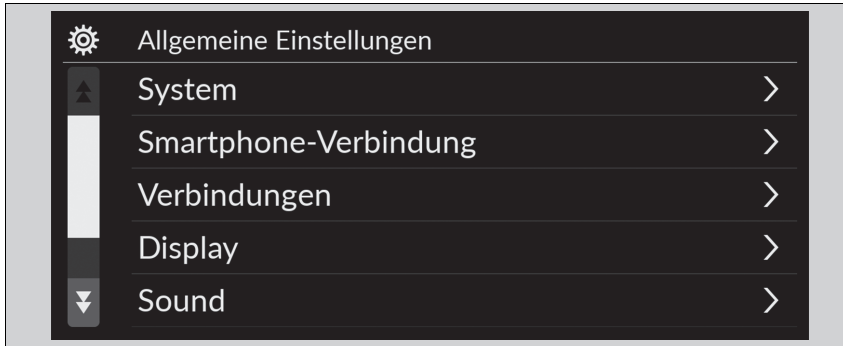 Allgemeine Einstellungen
System
Smartphone-Verbindung
Verbindungen
Display
Sound